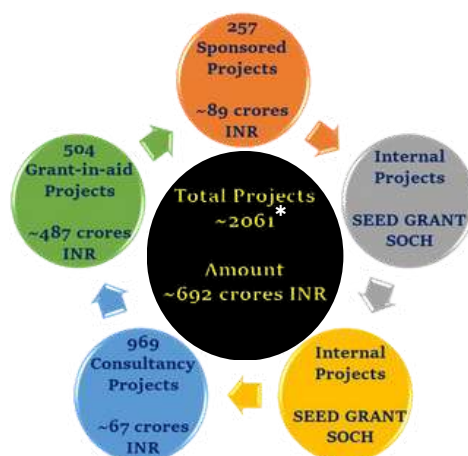 257
Sponsored
Projects
~89 crores
INR
Internal
Projects
SEED GRANT
SOCH
Internal
Projects
SEED GRANT
SOCH
969
Consultancy
Projects
~67 crores
INR
504
Grant-in-aid
Projects
~487 crores
INR
Total Projects
~2061*
Amount
~692 crores INR